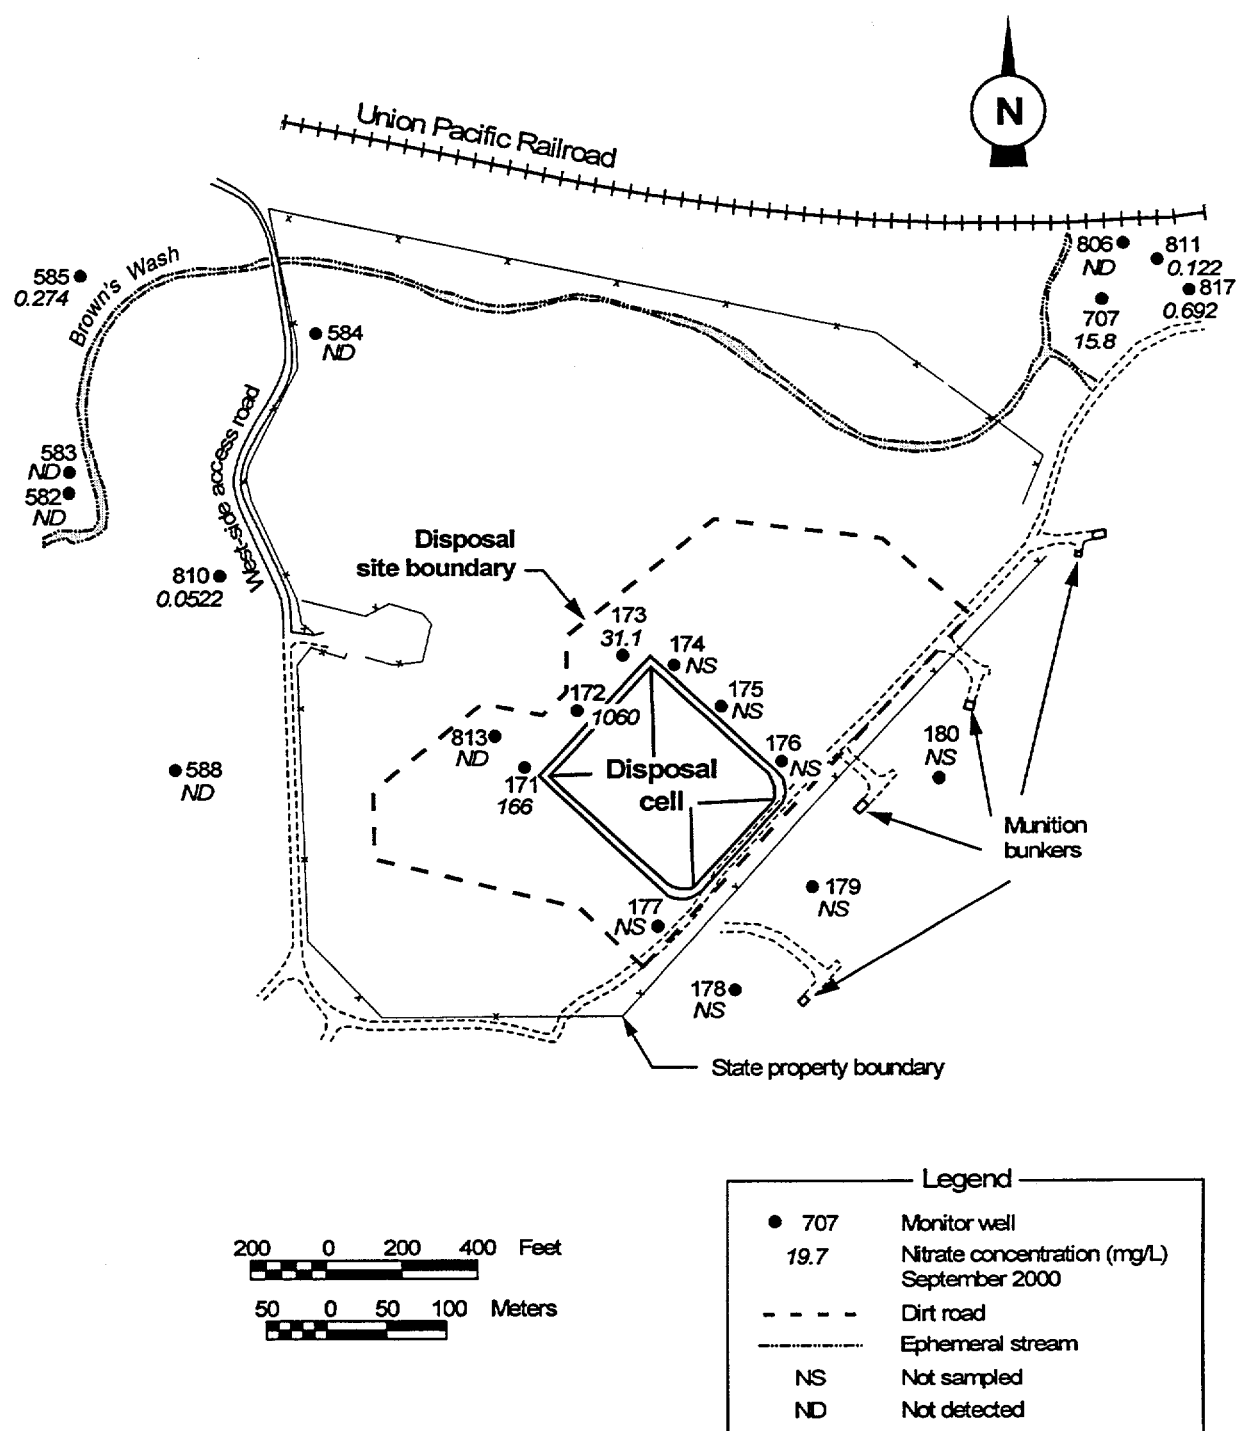 N
Union Pacific Railroad
806
ND
811
0.122
817
0.692
707
15.8
585
0.274
Brown's Wash
584
ND
West-side access road
583
ND
582
ND
810
0.0522
Disposal
site boundary
173
31.1
174
NS
175
NS
172
1060
813
ND
171
166
176
NS
180
NS
588
ND
Disposal
cell
Munition
bunkers
179
NS
177
NS
178
NS
State property boundary
Legend
707 Monitor well
19.7 Nitrate concentration (mg/L)
September 2000
Dirt road
Ephemeral stream
NS Not sampled
ND Not detected
200 0 200 400 Feet
50 0 50 100 Meters